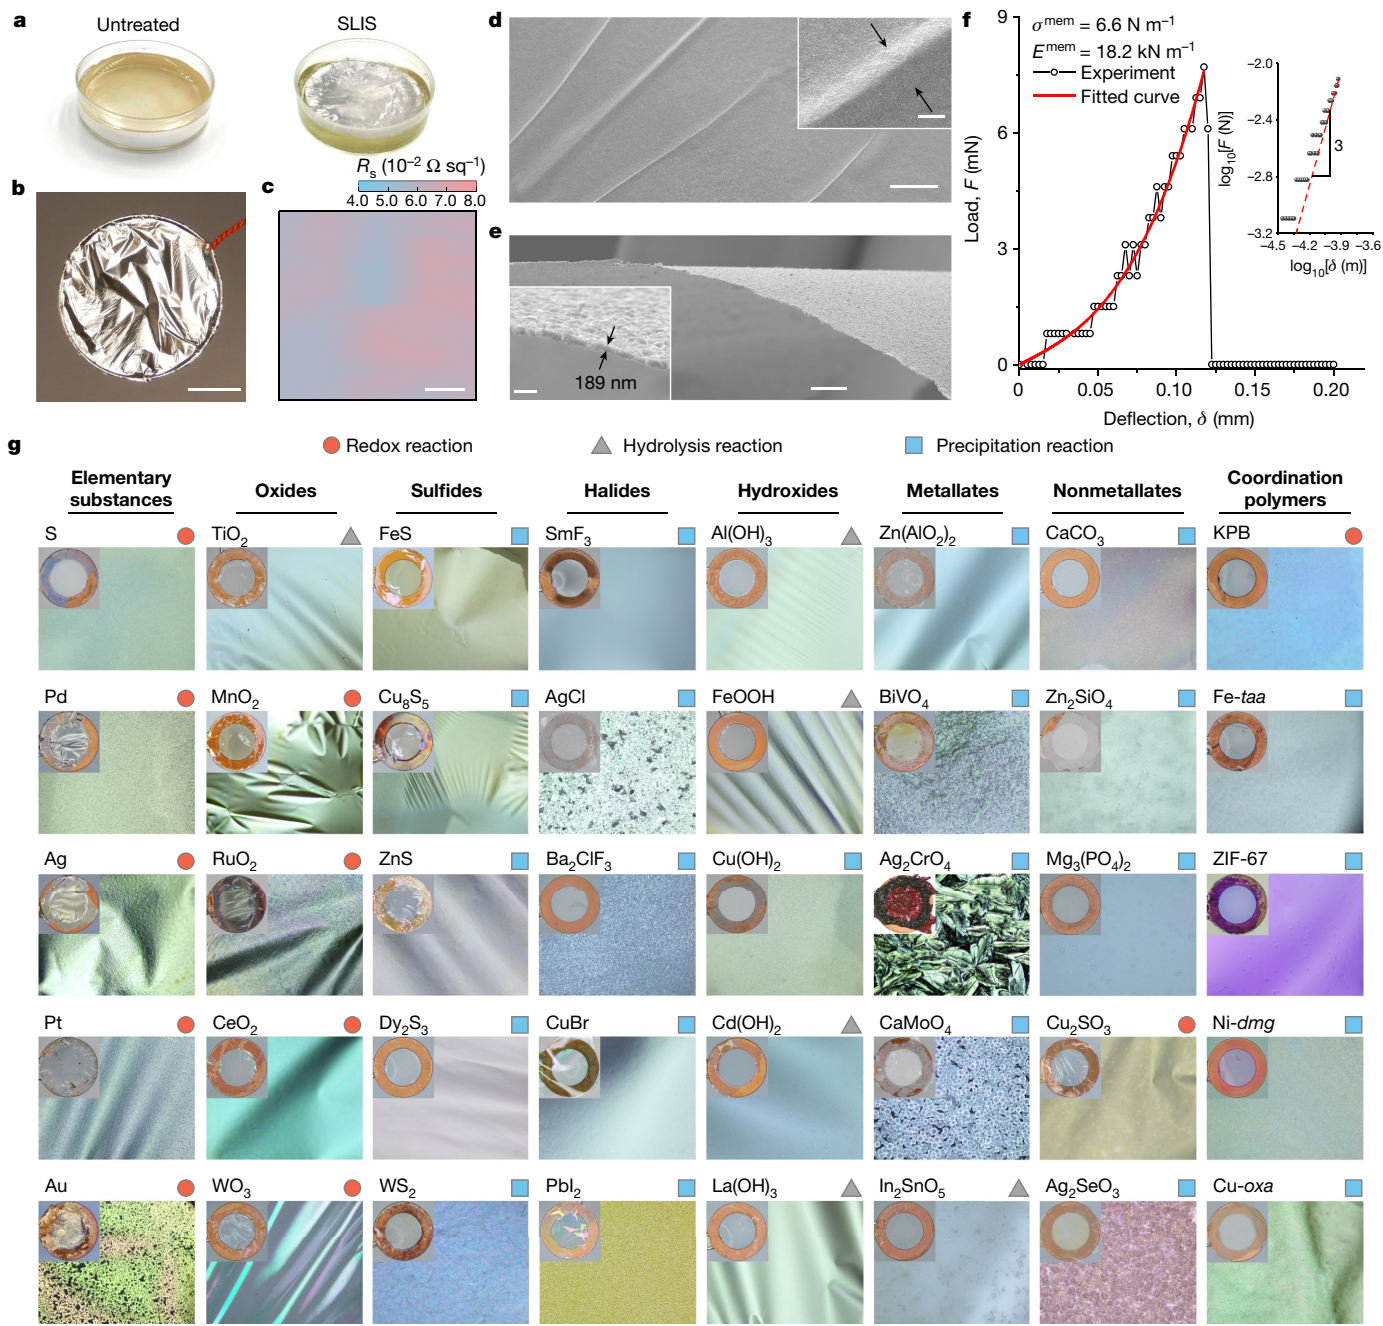 a
Untreated
SLIS
b
c
Rs (10−2 Ω sq−1)
4.0 5.0 6.0 7.0 8.0
d
e
189 nm
f
σmem = 6.6 N m−1
Emem = 18.2 kN m−1
Experiment
Fitted curve
Load, F (mN)
9
6
3
0
0 0.05 0.10 0.15 0.20
Deflection, δ (mm)
log10[F (N)]
−2.0
−2.4
−2.8
−3.2
3
−4.5 −4.2 −3.9 −3.6
log10[δ (m)]
g
Redox reaction
Hydrolysis reaction
Precipitation reaction
Elementary substances
Oxides
Sulfides
Halides
Hydroxides
Metallates
Nonmetallates
Coordination polymers
S
TiO2
FeS
SmF3
Al(OH)3
Zn(AlO2)2
CaCO3
KPB
Pd
MnO2
Cu8S5
AgCl
FeOOH
BiVO4
Zn2SiO4
Fe-taa
Ag
RuO2
ZnS
Ba2ClF3
Cu(OH)2
Ag2CrO4
Mg3(PO4)2
ZIF-67
Pt
CeO2
Dy2S3
CuBr
Cd(OH)2
CaMoO4
Cu2SO3
Ni-dmg
Au
WO3
WS2
PbI2
La(OH)3
In2SnO5
Ag2SeO3
Cu-oxa